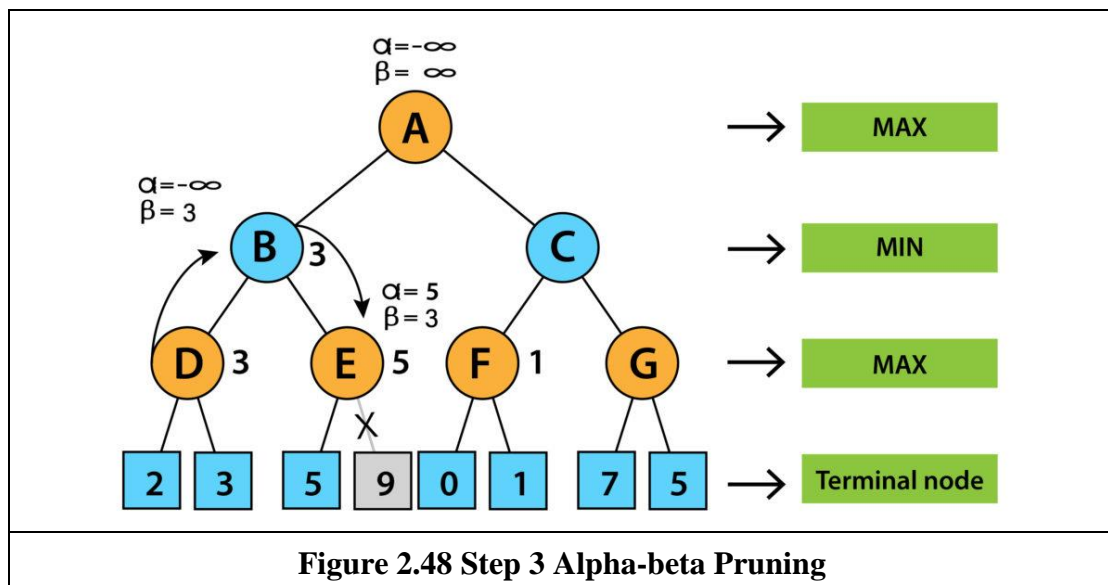 α=-∞
β= ∞
A
MAX
α=-∞
β= 3
B
3
C
MIN
α= 5
β= 3
D
3
E
5
F
1
G
MAX
X
2
3
5
9
0
1
7
5
Terminal node
Figure 2.48 Step 3 Alpha-beta Pruning